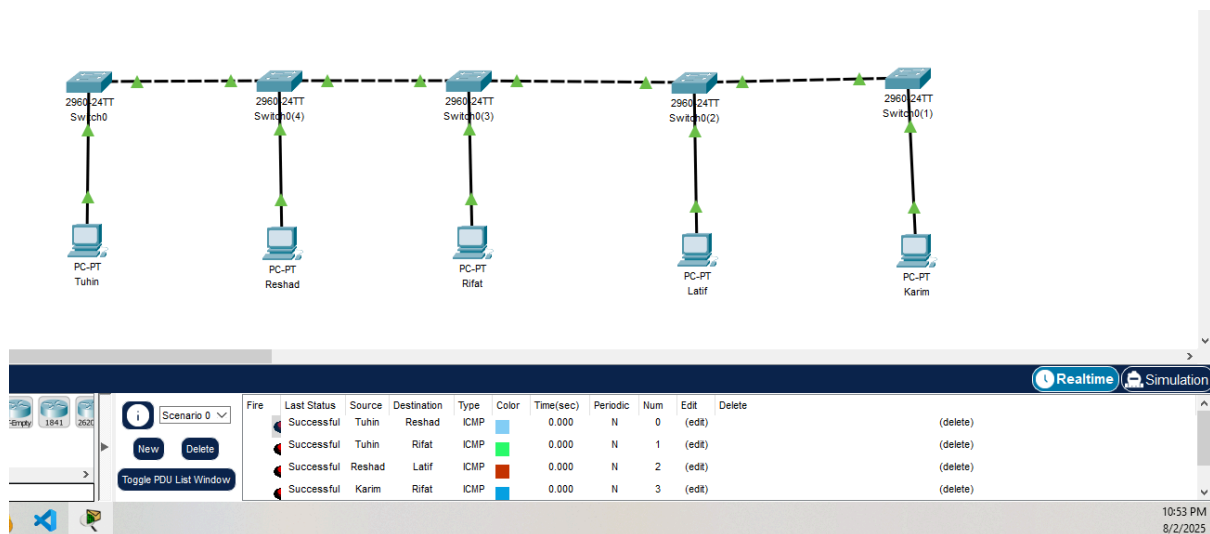 2960-24TT
Switch0
2960-24TT
Switch0(4)
2960-24TT
Switch0(3)
2960-24TT
Switch0(2)
2960-24TT
Switch0(1)
PC-PT
Tuhin
PC-PT
Reshad
PC-PT
Rifat
PC-PT
Latif
PC-PT
Karim
Realtime Simulation
1841
Scenario 0
New Delete
Toggle PDU List Window
Fire Last Status Source Destination Type Color Time(sec) Periodic Num Edit Delete
Successful Tuhin Reshad ICMP 0.000 N 0 (edit) (delete)
Successful Tuhin Rifat ICMP 0.000 N 1 (edit) (delete)
Successful Reshad Latif ICMP 0.000 N 2 (edit) (delete)
Successful Karim Rifat ICMP 0.000 N 3 (edit) (delete)
10:53 PM
8/2/2025